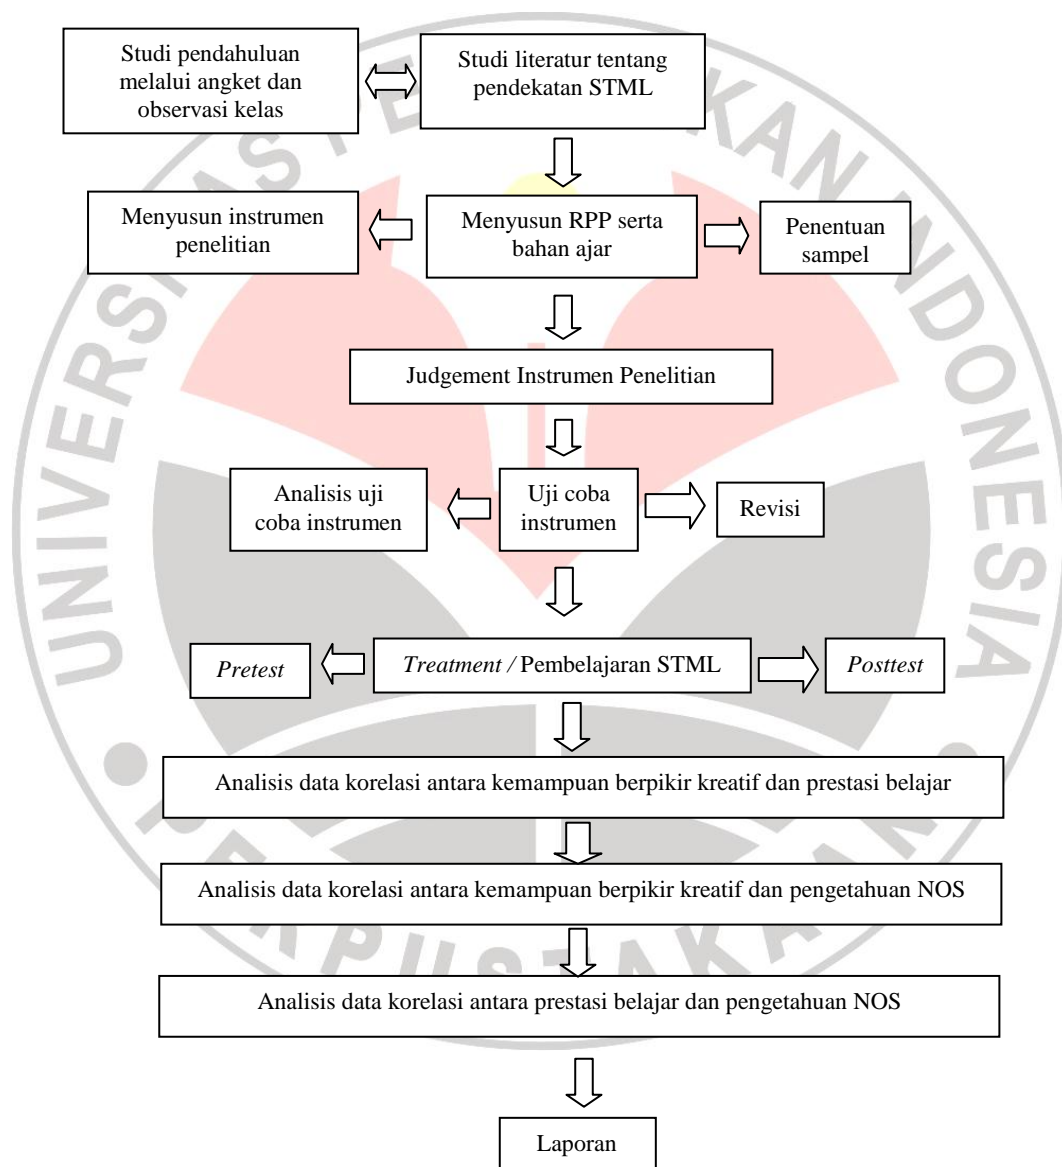 Studi pendahuluan
melalui angket dan
observasi kelas
Studi literatur tentang
pendekatan STML
Menyusun instrumen
penelitian
Menyusun RPP serta
bahan ajar
Penentuan
sampel
Judgement Instrumen Penelitian
Analisis uji
coba instrumen
Uji coba
instrumen
Revisi
Pretest
Treatment / Pembelajaran STML
Posttest
Analisis data korelasi antara kemampuan berpikir kreatif dan prestasi belajar
Analisis data korelasi antara kemampuan berpikir kreatif dan pengetahuan NOS
Analisis data korelasi antara prestasi belajar dan pengetahuan NOS
Laporan